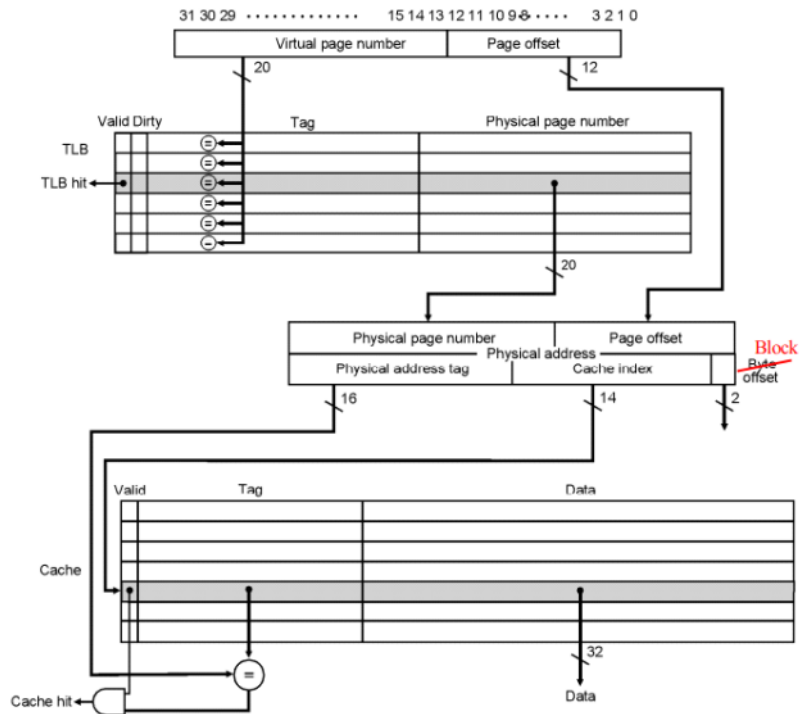 31 30 29 ·············· 15 14 13 12 11 10 9 8 ······ 3 2 1 0
Virtual page number Page offset
20 12
Valid Dirty Tag Physical page number
TLB
=
=
TLB hit =
=
=
=
20
Physical page number Page offset
Block
Physical address
Physical address tag Cache index Byte
offset
16 14 2
Valid Tag Data
Cache
32
=
Cache hit Data